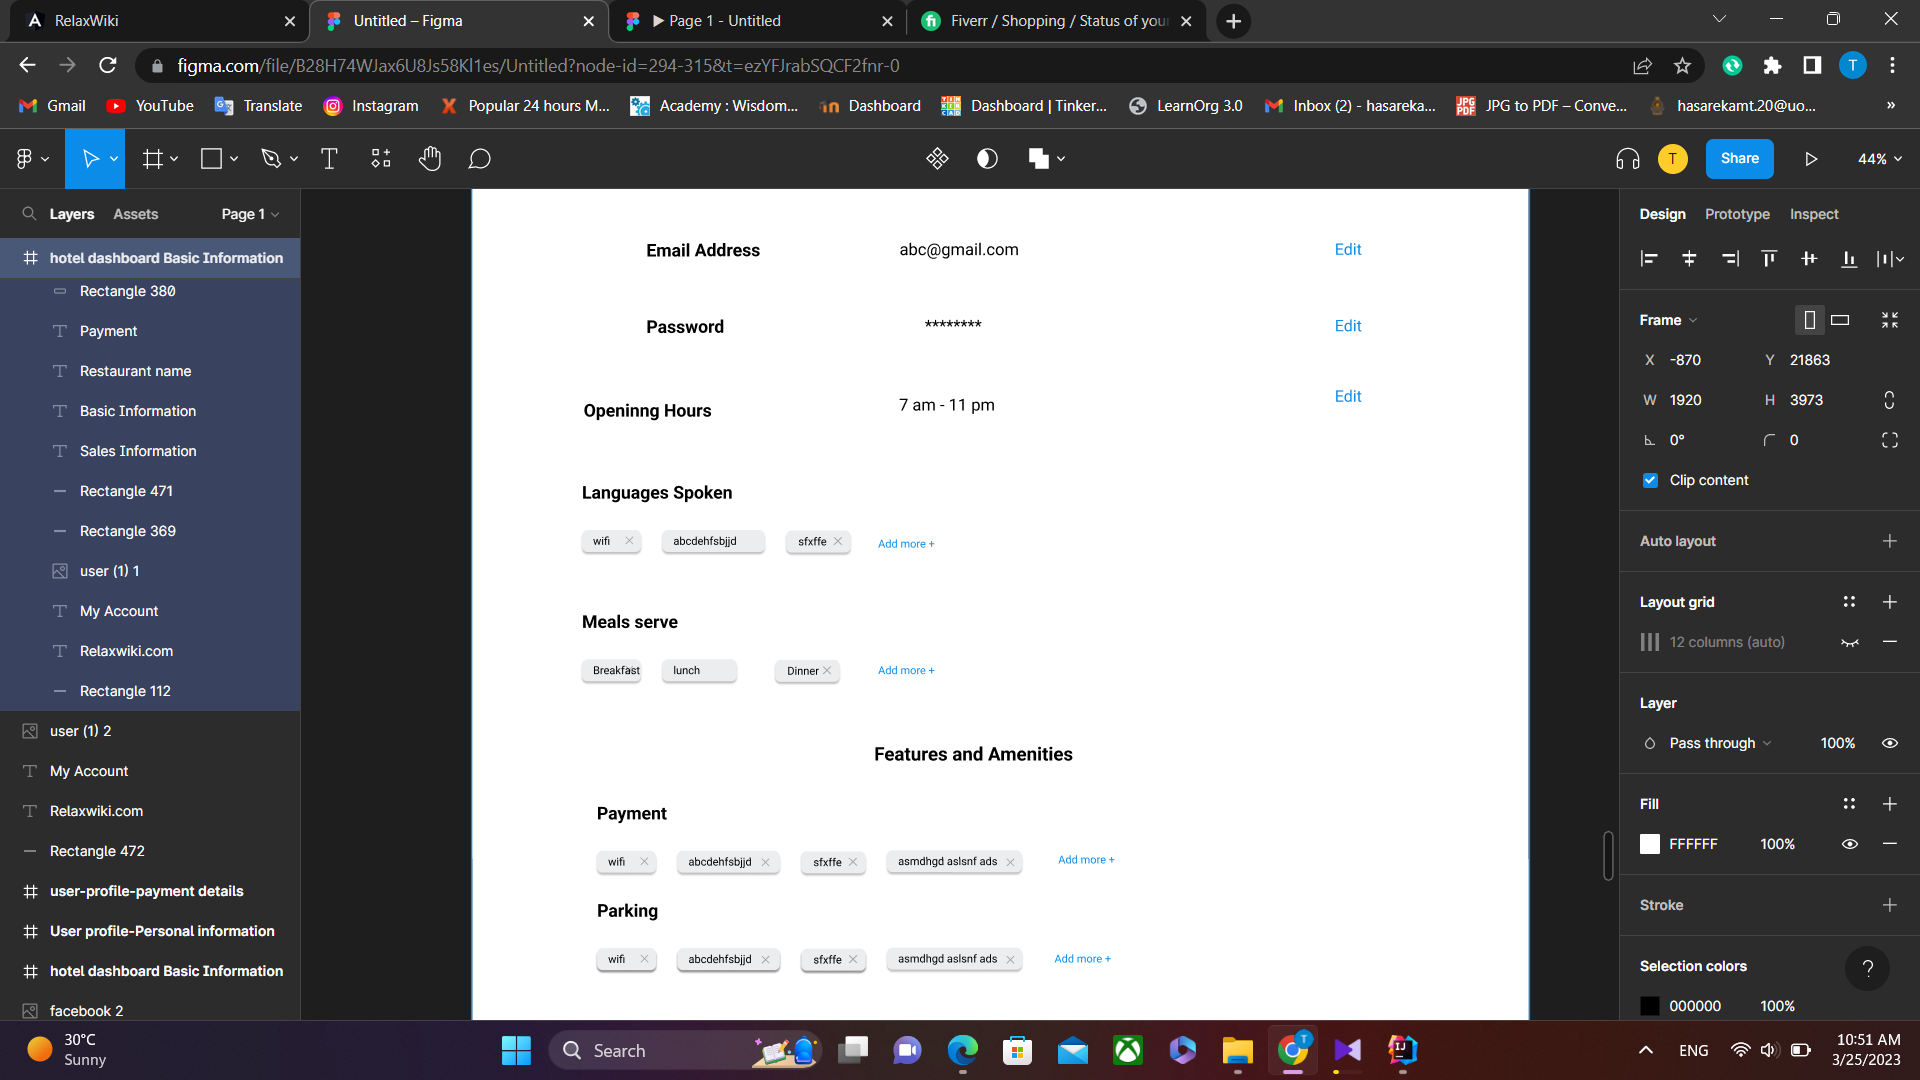 RelaxWiki
Untitled – Figma
Page 1 - Untitled
Fiverr / Shopping / Status of your
figma.com/file/B28H74WJax6U8Js58Kl1es/Untitled?node-id=294-315&t=ezYFJrabSQCF2fnr-0
T
Gmail
YouTube
Translate
Instagram
Popular 24 hours M...
Academy : Wisdom...
Dashboard
Dashboard | Tinker...
LearnOrg 3.0
Inbox (2) - hasareka...
JPG to PDF – Conve...
hasarekamt.20@uo...
T
Share
44%
Layers
Assets
Page 1
hotel dashboard Basic Information
Rectangle 380
Payment
Restaurant name
Basic Information
Sales Information
Rectangle 471
Rectangle 369
user (1) 1
My Account
Relaxwiki.com
Rectangle 112
user (1) 2
My Account
Relaxwiki.com
Rectangle 472
user-profile-payment details
User profile-Personal information
hotel dashboard Basic Information
facebook 2
Email Address
abc@gmail.com
Edit
Password
********
Edit
Openinng Hours
7 am - 11 pm
Edit
Languages Spoken
wifi
abcdehfsbjjd
sfxffe
Add more +
Meals serve
Breakfast
lunch
Dinner
Add more +
Features and Amenities
Payment
wifi
abcdehfsbjjd
sfxffe
asmdhgd aslsnf ads
Add more +
Parking
wifi
abcdehfsbjjd
sfxffe
asmdhgd aslsnf ads
Add more +
Design
Prototype
Inspect
Frame
X -870
Y 21863
W 1920
H 3973
0°
0
Clip content
Auto layout
Layout grid
12 columns (auto)
Layer
Pass through
100%
Fill
FFFFFF
100%
Stroke
Selection colors
?
000000
100%
30°C
Sunny
Search
T
ENG
10:51 AM
3/25/2023